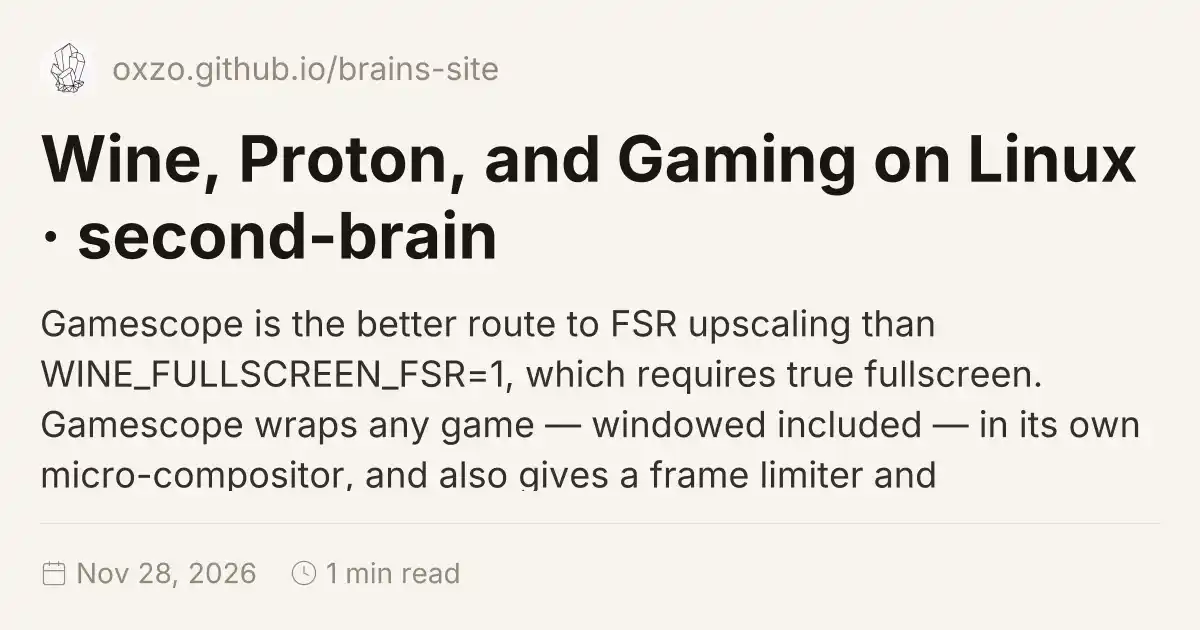 oxzo.github.io/brains-site
Wine, Proton, and Gaming on Linux
· second-brain
Gamescope is the better route to FSR upscaling than
WINE_FULLSCREEN_FSR=1, which requires true fullscreen.
Gamescope wraps any game — windowed included — in its own
micro-compositor, and also gives a frame limiter and
Nov 28, 2026
1 min read